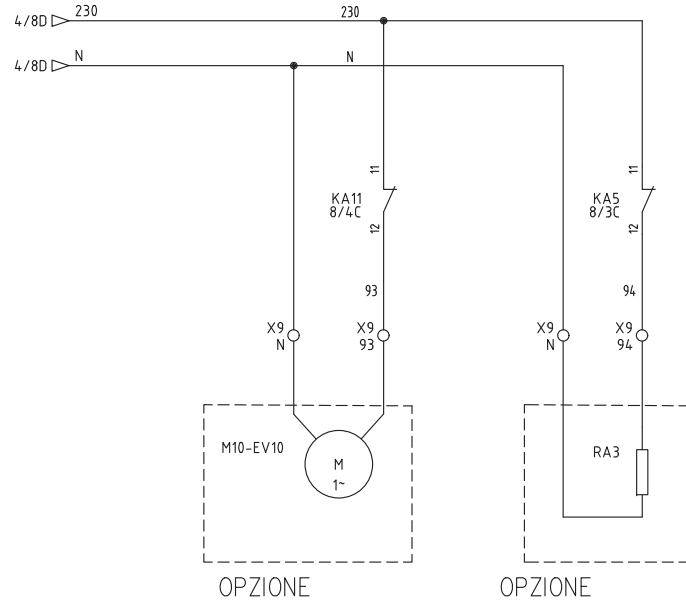 4/8D 230 230
4/8D N N
11 11
KA11 KA5
8/4C 8/3C
12 12
93 94
X9 X9 X9 X9
N 93 N 94
M10-EV10 RA3
M
1~
OPZIONE OPZIONE